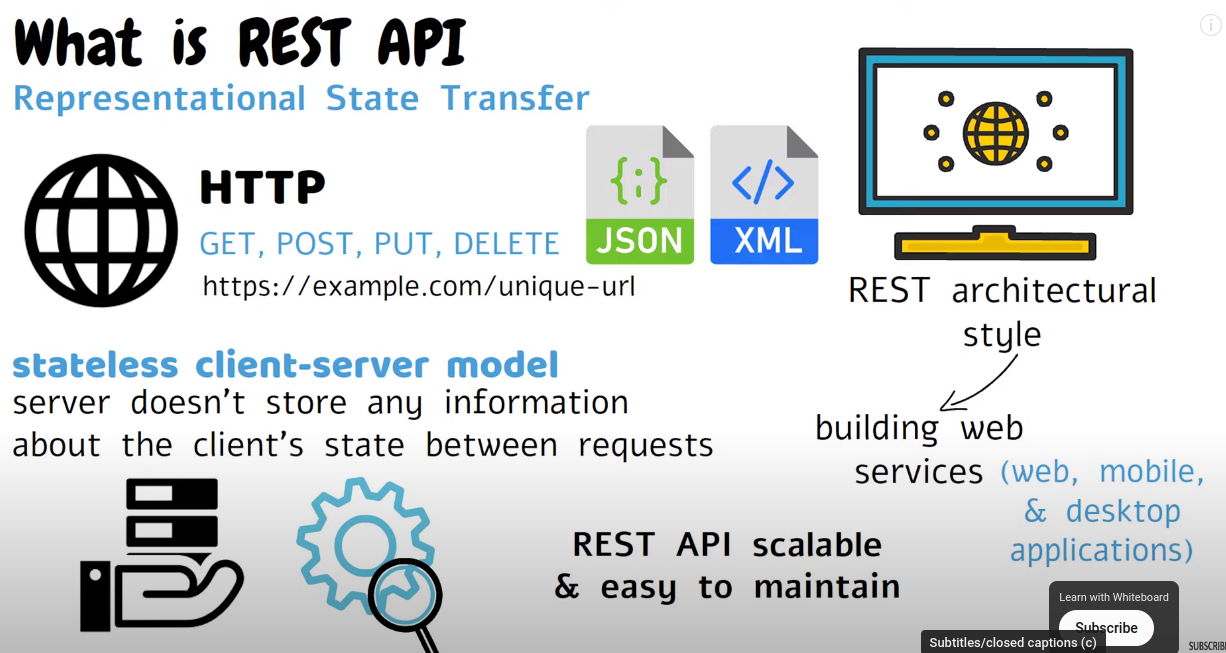 What is REST API
Representational State Transfer
HTTP
GET, POST, PUT, DELETE
https://example.com/unique-url
{;}
JSON
</>
XML
stateless client-server model
server doesn't store any information
about the client's state between requests
REST API scalable
& easy to maintain
REST architectural
style
building web
services (web, mobile,
& desktop
applications)
Learn with Whiteboard
Subscribe
Subtitles/closed captions (c)
SUBSCRIBE